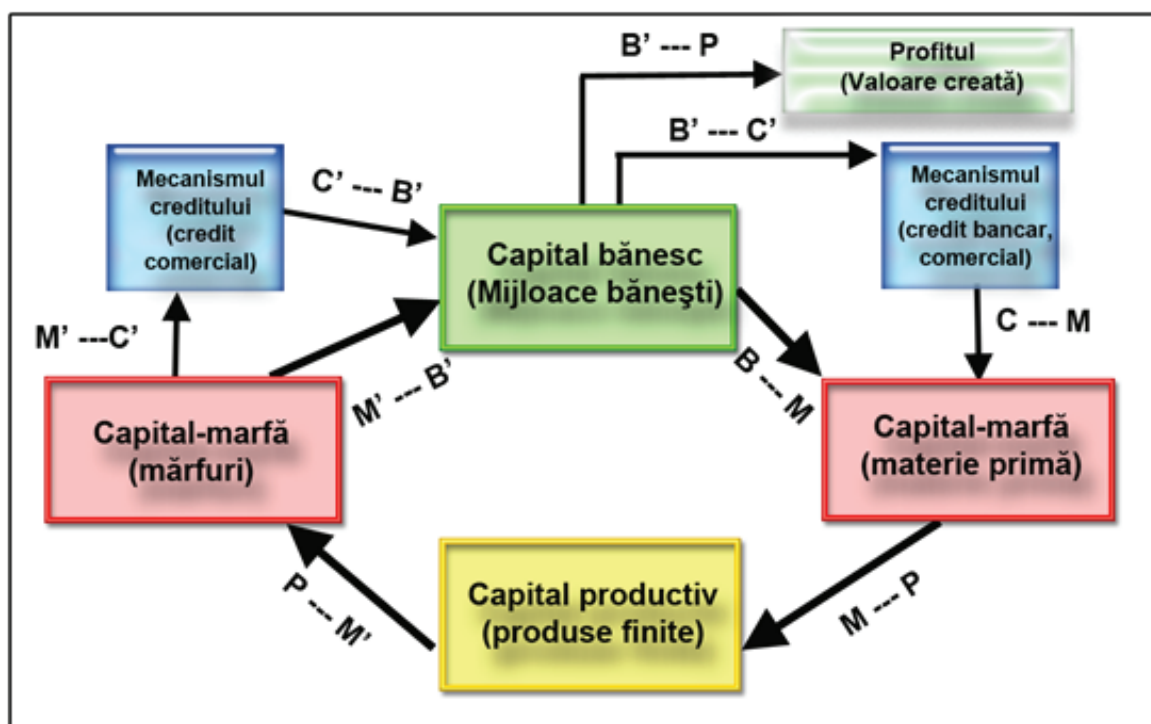 B’ --- P
Profitul
(Valoare creată)
B’ --- C’
Mecanismul
creditului
(credit
comercial)
C’ --- B’
Capital bănesc
(Mijloace băneşti)
Mecanismul
creditului
(credit bancar,
comercial)
M’ ---C’
M’ --- B’
B --- M
C --- M
Capital-marfă
(mărfuri)
Capital-marfă
(materie primă)
P --- M’
Capital productiv
(produse finite)
M --- P